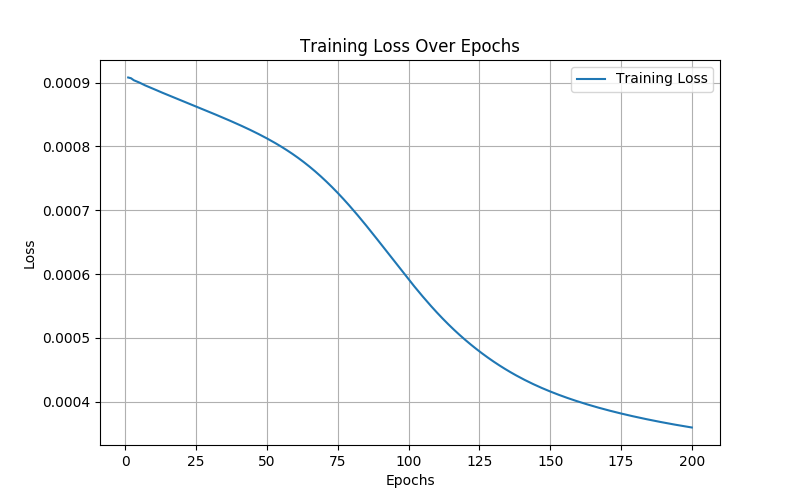 Training Loss Over Epochs
Training Loss
0.0009
0.0008
0.0007
0.0006
0.0005
0.0004
Loss
0 25 50 75 100 125 150 175 200
Epochs